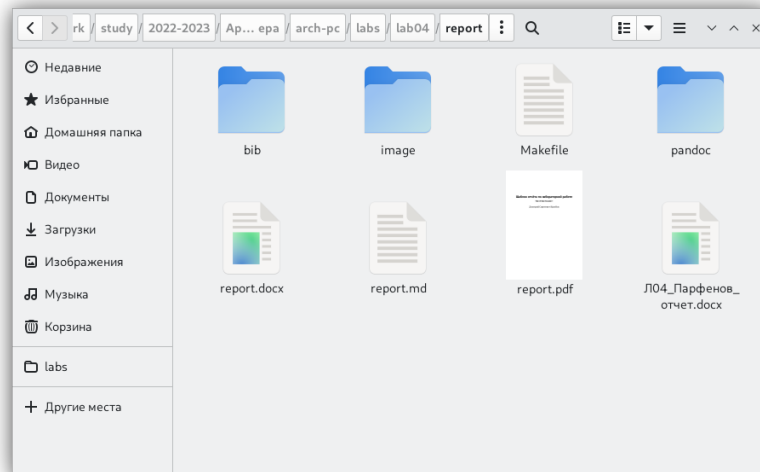 rk / study / 2022-2023 / Ap... epa / arch-pc / labs / lab04 / report
Недавние
Избранные
Домашняя папка
Видео
Документы
Загрузки
Изображения
Музыка
Корзина
labs
Другие места
bib
image
Makefile
pandoc
report.docx
report.md
report.pdf
Л04_Парфенов_
отчет.docx